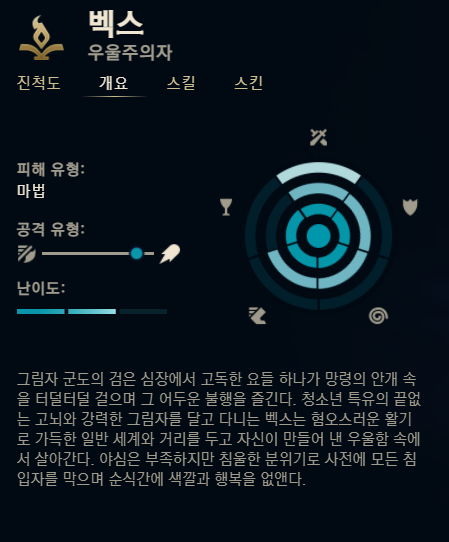 벡스
우울주의자
진척도 개요 스킬 스킨
피해 유형:
마법
공격 유형:
난이도:
그림자 군도의 검은 심장에서 고독한 요들 하나가 망령의 안개 속
을 터덜터덜 걸으며 그 어두운 불행을 즐긴다. 청소년 특유의 끝없
는 고뇌와 강력한 그림자를 달고 다니는 벡스는 혐오스러운 활기
로 가득한 일반 세계와 거리를 두고 자신이 만들어 낸 우울함 속에
서 살아간다. 야심은 부족하지만 침울한 분위기로 사전에 모든 침
입자를 막으며 순식간에 색깔과 행복을 없앤다.